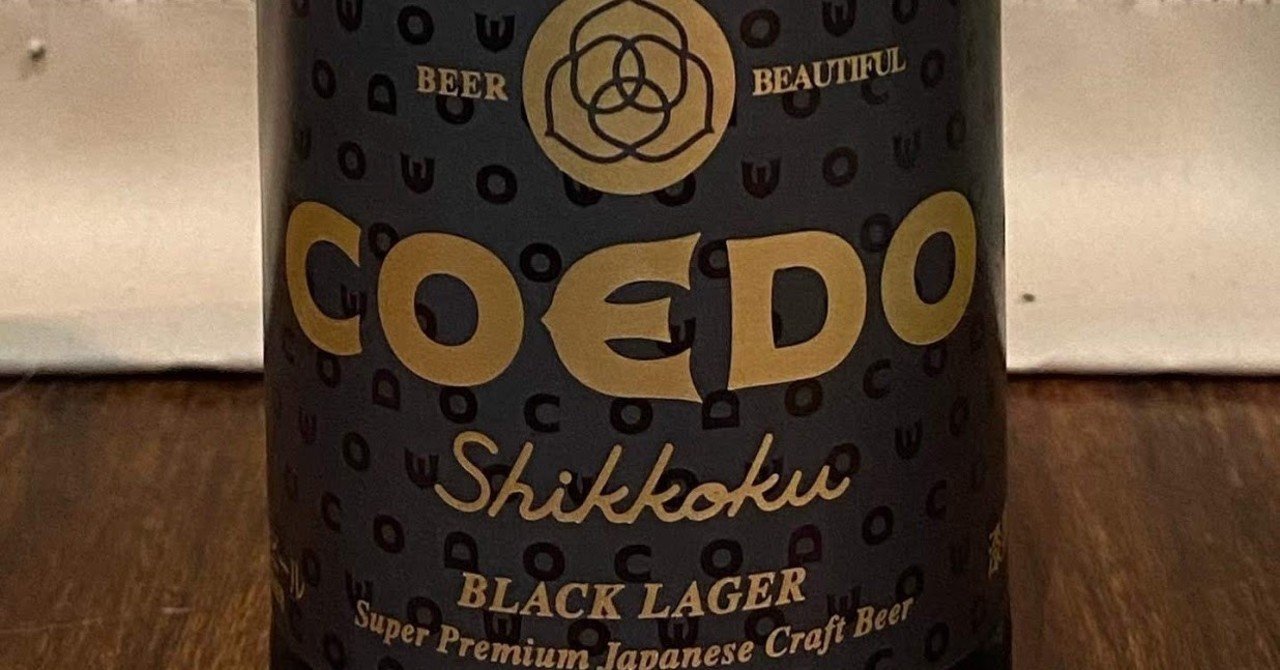 BEER BEAUTIFUL
COEDO
Shikkoku
BLACK LAGER
Super Premium Japanese Craft Beer